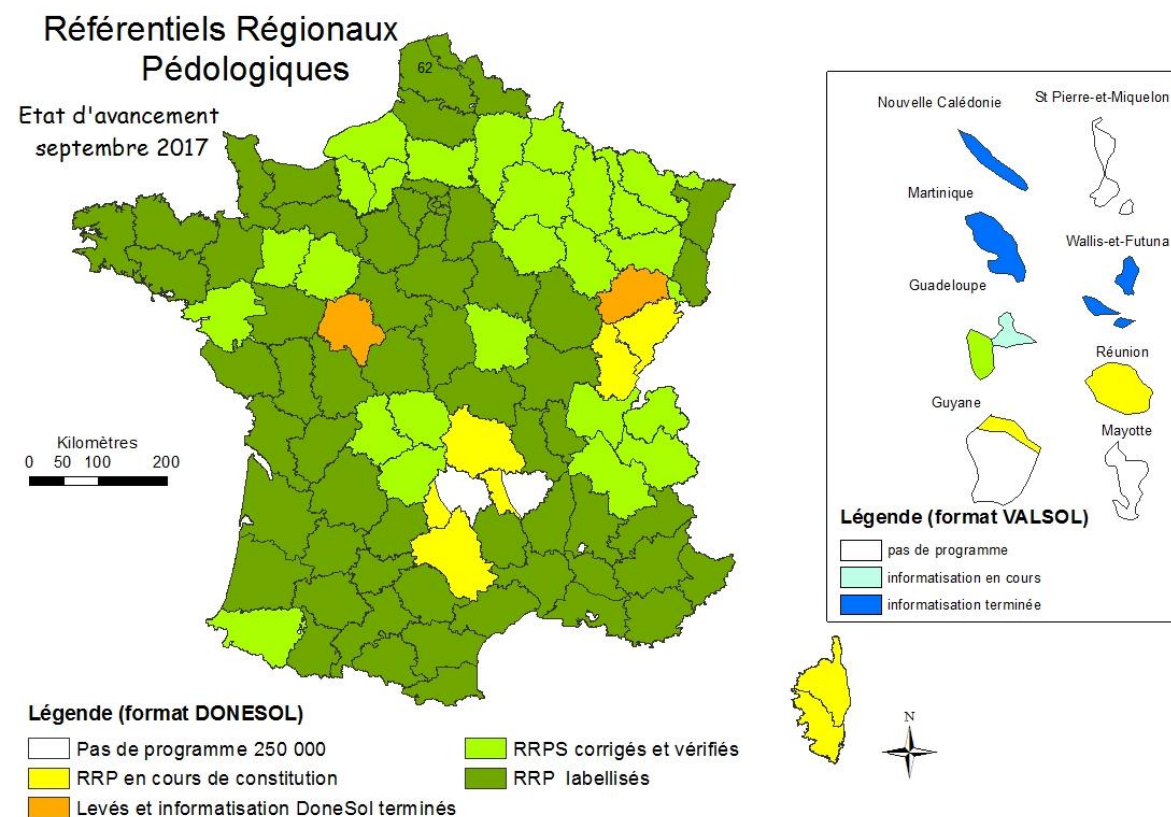 Référentiels Régionaux
Pédologiques
Etat d'avancement
septembre 2017
62
Kilomètres
0 50 100 200
Nouvelle Calédonie
St Pierre-et-Miquelon
Martinique
Wallis-et-Futuna
Guadeloupe
Réunion
Guyane
Mayotte
Légende (format VALSOL)
pas de programme
informatisation en cours
informatisation terminée
N
Légende (format DONESOL)
Pas de programme 250 000
RRP en cours de constitution
Levés et informatisation DoneSol terminés
RRPS corrigés et vérifiés
RRP labellisés